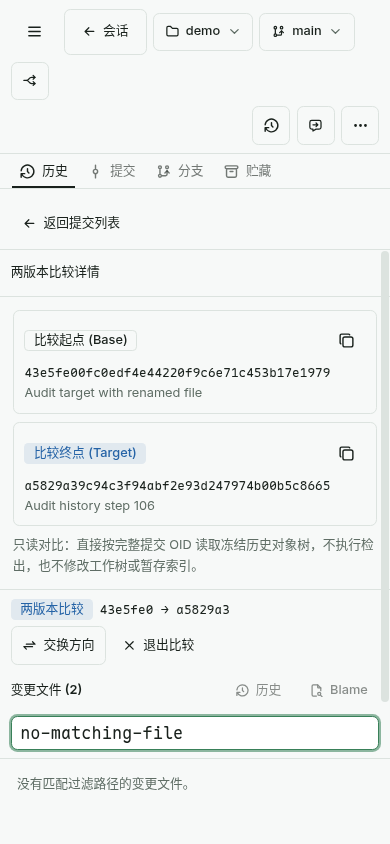 会话
demo
main
历史
提交
分支
贮藏
返回提交列表
两版本比较详情
比较起点 (Base)
43e5fe00fc0edf4e44220f9c6e71c453b17e1979
Audit target with renamed file
比较终点 (Target)
a5829a39c94c3f94abf2e93d247974b00b5c8665
Audit history step 106
只读对比：直接按完整提交 OID 读取冻结历史对象树，不执行检
出，也不修改工作树或暂存索引。
两版本比较 43e5fe0 → a5829a3
交换方向
退出比较
变更文件 (2)
历史
Blame
no-matching-file
没有匹配过滤路径的变更文件。